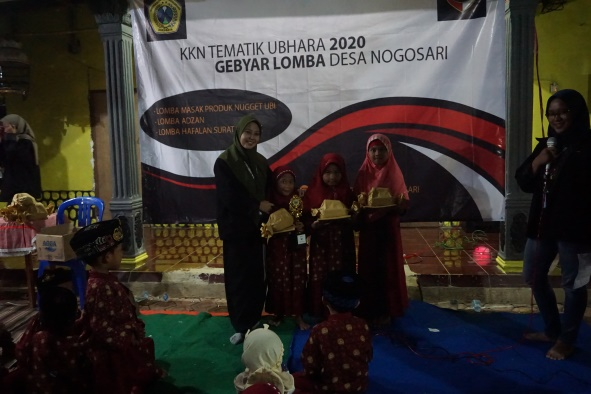 KKN TEMATIK UBHARA 2020
GEBYAR LOMBA DESA NOGOSARI
- LOMBA MASAK PRODUK NUGGET UBI
- LOMBA ADZAN
- LOMBA HAFALAN SURAT